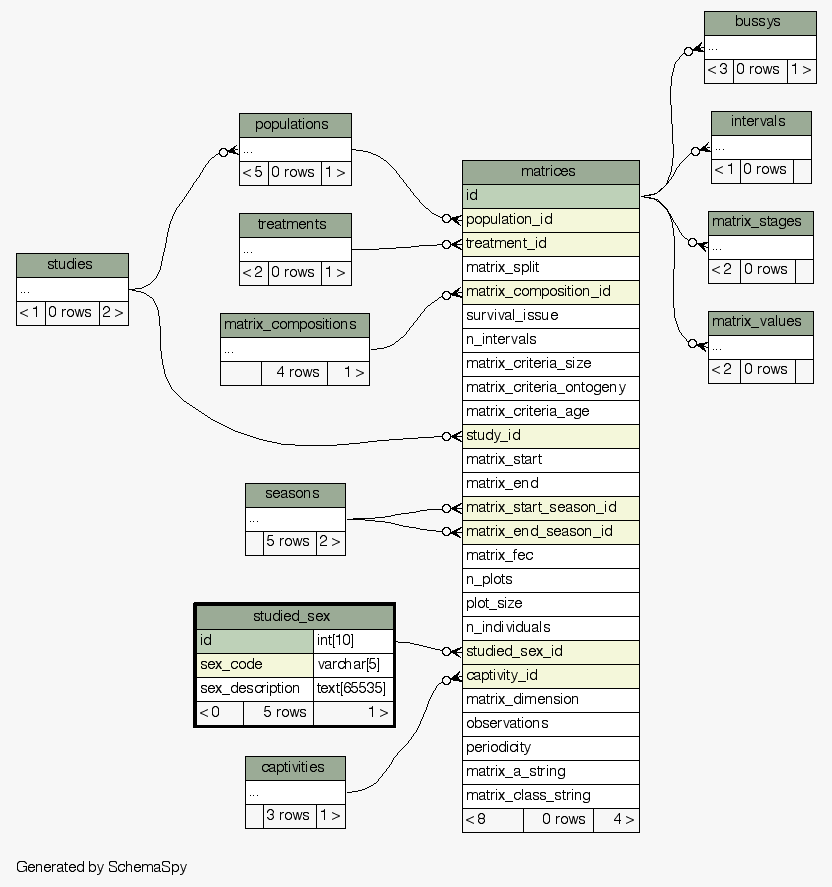 bussys
...
< 3 0 rows 1 >
populations
...
< 5 0 rows 1 >
intervals
...
< 1 0 rows
treatments
...
< 2 0 rows 1 >
matrix_stages
...
< 2 0 rows
studies
...
< 1 0 rows 2 >
matrix_compositions
...
4 rows 1 >
matrix_values
...
< 2 0 rows
matrices
id
population_id
treatment_id
matrix_split
matrix_composition_id
survival_issue
n_intervals
matrix_criteria_size
matrix_criteria_ontogeny
matrix_criteria_age
study_id
matrix_start
matrix_end
matrix_start_season_id
matrix_end_season_id
matrix_fec
n_plots
plot_size
n_individuals
studied_sex_id
captivity_id
matrix_dimension
observations
periodicity
matrix_a_string
matrix_class_string
< 8 0 rows 4 >
seasons
...
5 rows 2 >
studied_sex
id int[10]
sex_code varchar[5]
sex_description text[65535]
< 0 5 rows 1 >
captivities
...
3 rows 1 >
Generated by SchemaSpy